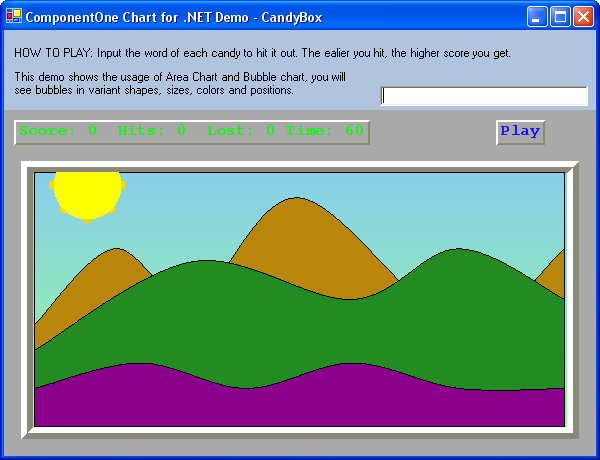 ComponentOne Chart for .NET Demo - CandyBox
HOW TO PLAY: Input the word of each candy to hit it out. The ealier you hit, the higher score you get.
This demo shows the usage of Area Chart and Bubble chart, you will
see bubbles in variant shapes, sizes, colors and positions.
Score: 0 Hits: 0 Lost: 0 Time: 60
Play